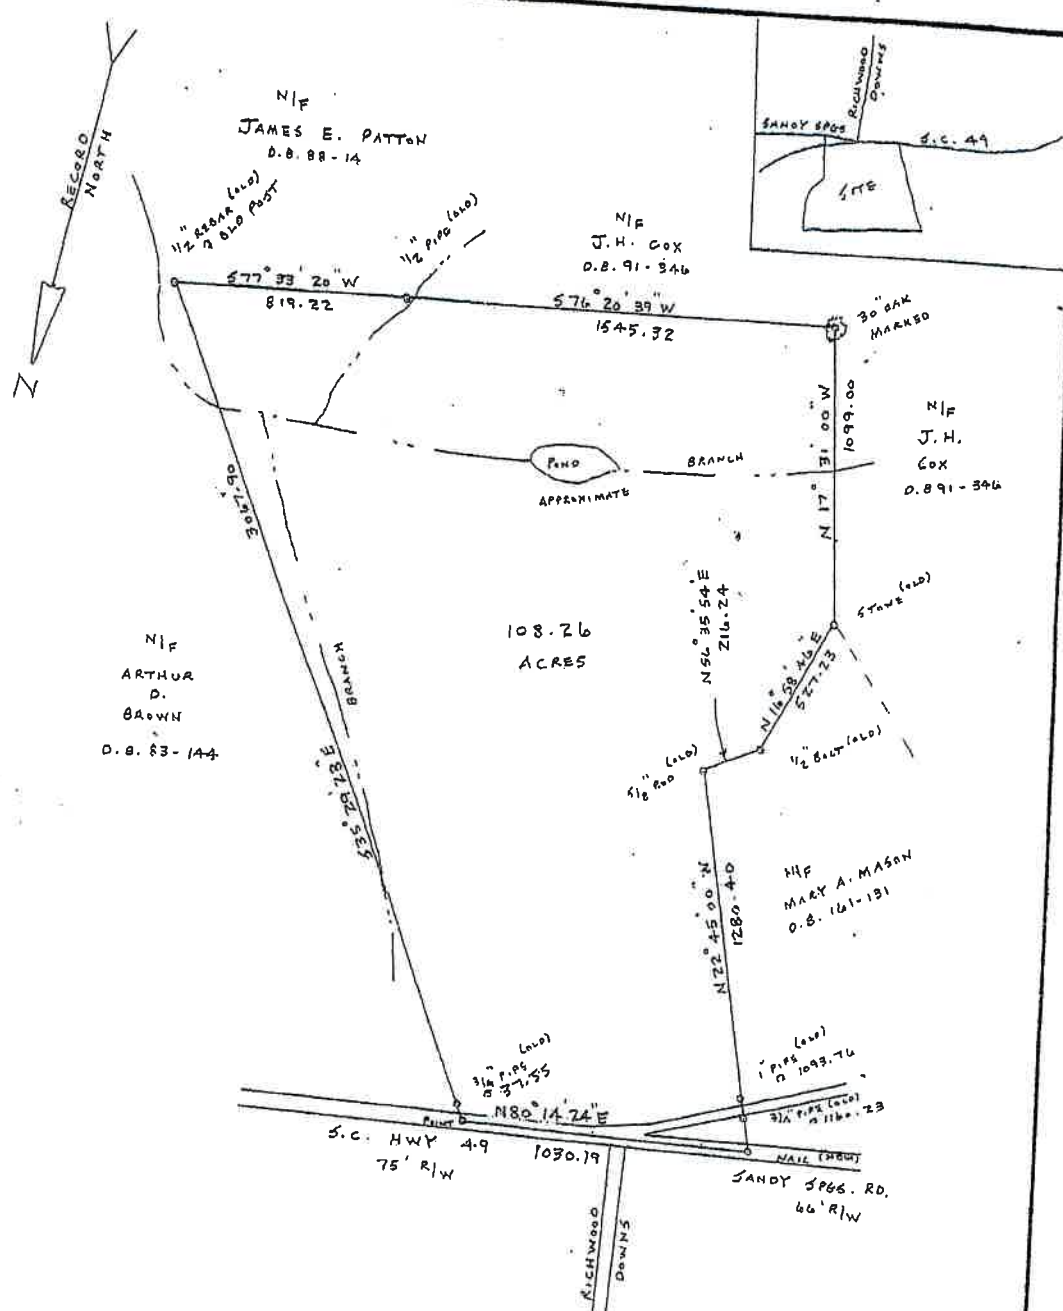 RECORD
NORTH
N
N/F
JAMES E. PATTON
D.B. 88-14
1/2" REBAR (OLD)
1/2" PIPE (OLD)
N/F
J.H. COX
D.B. 91-346
SANDY SPGS
RICHWOOD
DOWNS
S.C. 49
SITE
S77° 33' 20" W
819.22
S76° 20' 39" W
1545.32
30" OAK
MARKED
N 17° 13' 00" W
1099.00
N/F
J.H.
COX
D.B 91-346
POND
BRANCH
APPROXIMATE
3067.90
S35° 29' 28" E
BRANCH
N/F
ARTHUR
D.
BROWN
D.B. 83-144
108.26
ACRES
N56° 35' 54" E
216.24
STONE (OLD)
N 16° 58' 46" E
527.23
1/2" BOLT (OLD)
5/8" ROD (OLD)
N22° 45' 00" W
1280.40
N/F
MARY A. MASON
D.B. 161-131
3/4" PIPE (OLD)
@ 37.55
1" PIPE (OLD)
@ 1093.76
3/4" PIPE (OLD)
@ 1160.23
POINT
N80° 14' 24" E
1030.19
S.C. HWY 49
75' R/W
NAIL (NEW)
SANDY SPGS. RD.
66' R/W
RICHWOOD
DOWNS